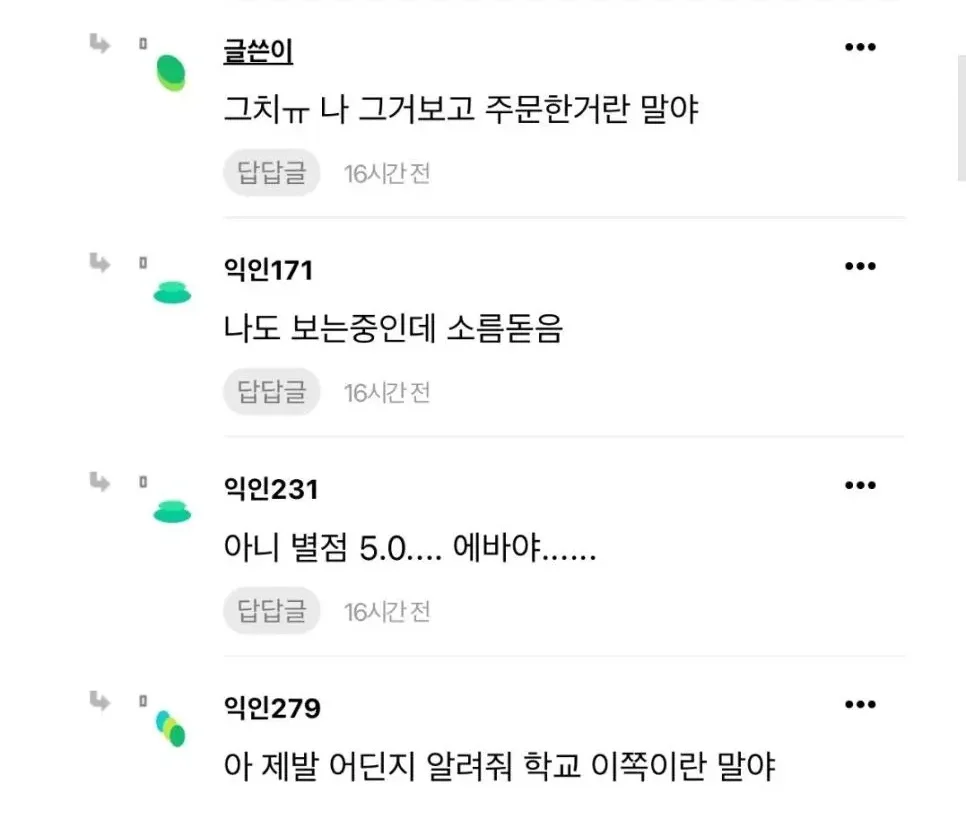 글쓴이
그치ㅠ 나 그거보고 주문한거란 말야
답답글 16시간 전
익인171
나도 보는중인데 소름돋음
답답글 16시간 전
익인231
아니 별점 5.0.... 에바야......
답답글 16시간 전
익인279
아 제발 어딘지 알려줘 학교 이쪽이란 말야